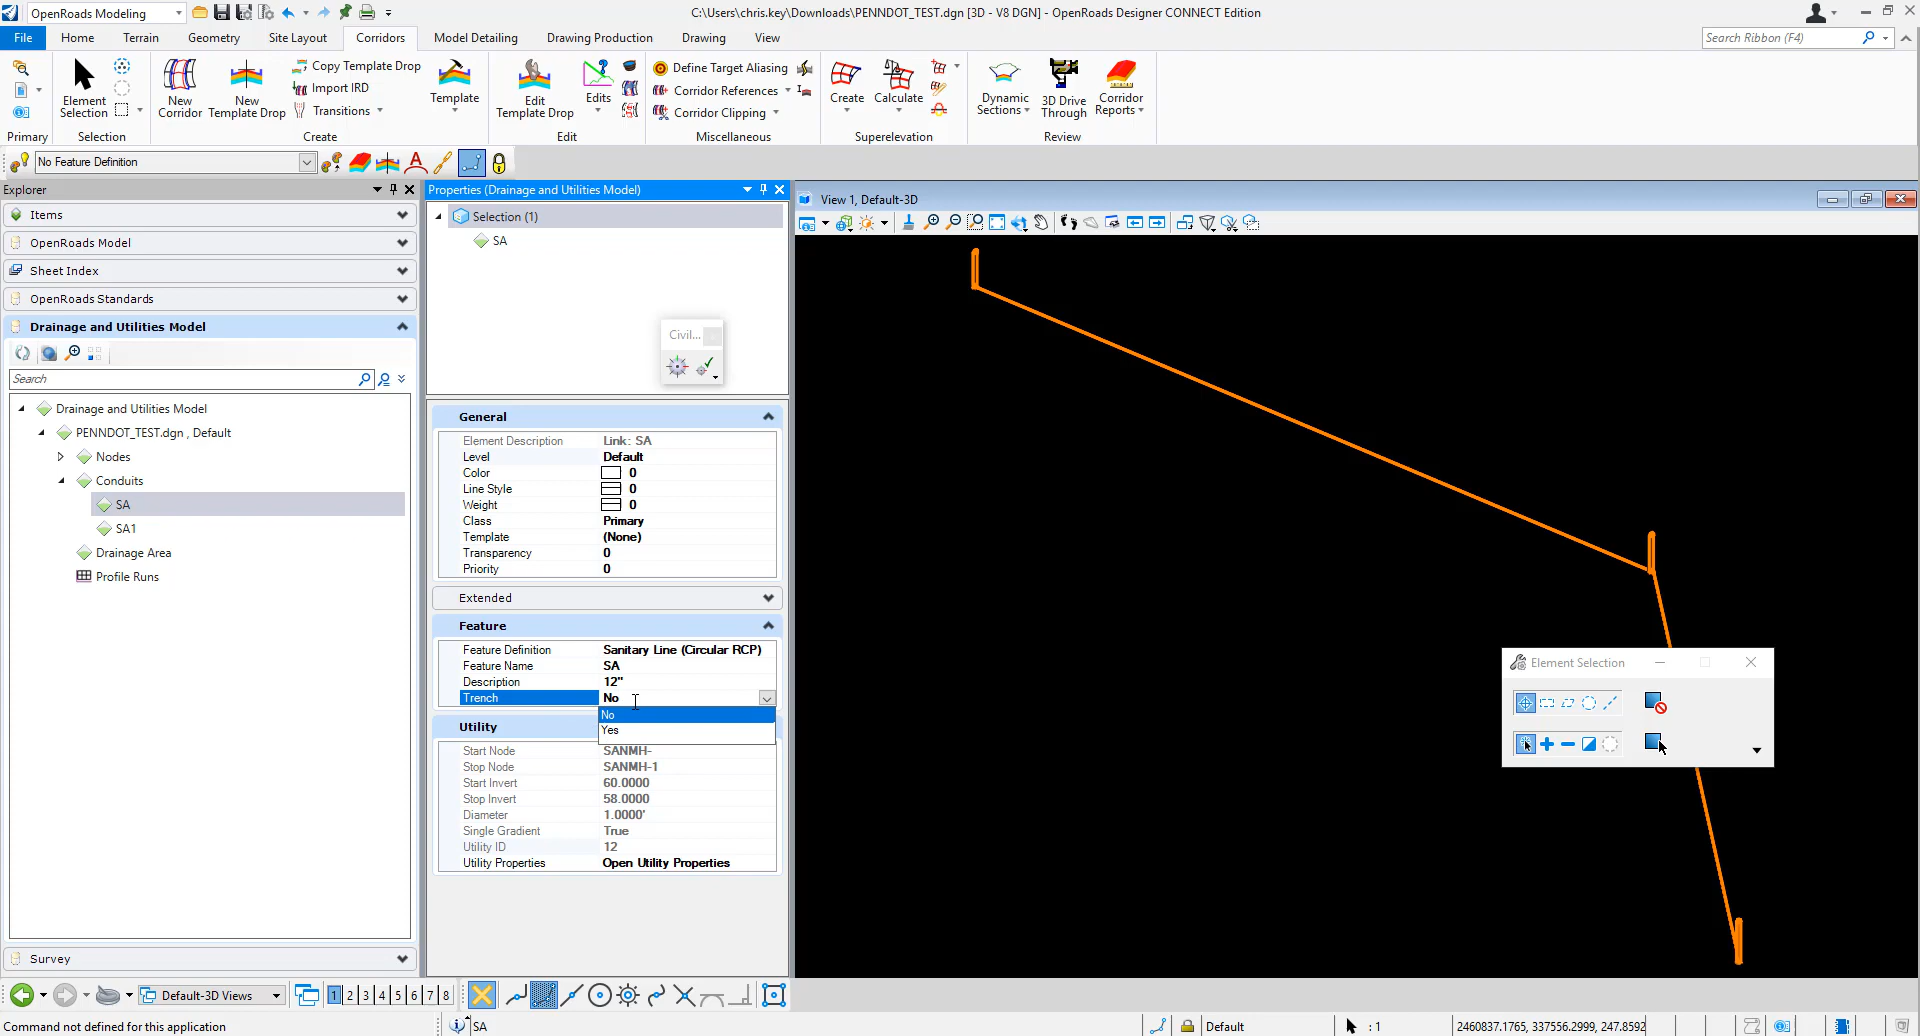 OpenRoads Modeling
C:\Users\chris.key\Downloads\PENNDOT_TEST.dgn [3D - V8 DGN] - OpenRoads Designer CONNECT Edition
File Home Terrain Geometry Site Layout Corridors Model Detailing Drawing Production Drawing View
Search Ribbon (F4)
Element Selection
New Corridor
New Template Drop
Copy Template Drop
Import IRD
Transitions
Template
Edit Template Drop
Edits
Define Target Aliasing
Corridor References
Corridor Clipping
Create
Calculate
Dynamic Sections
3D Drive Through
Corridor Reports
Primary Selection Create Edit Miscellaneous Superelevation Review
No Feature Definition
Explorer
Items
OpenRoads Model
Sheet Index
OpenRoads Standards
Drainage and Utilities Model
Search
Drainage and Utilities Model
PENNDOT_TEST.dgn , Default
Nodes
Conduits
SA
SA1
Drainage Area
Profile Runs
Survey
Properties (Drainage and Utilities Model)
Selection (1)
SA
Civil...
General
Element Description Link: SA
Level Default
Color 0
Line Style 0
Weight 0
Class Primary
Template (None)
Transparency 0
Priority 0
Extended
Feature
Feature Definition Sanitary Line (Circular RCP)
Feature Name SA
Description 12"
Trench No
No
Yes
Utility
Start Node SANMH-
Stop Node SANMH-1
Start Invert 60.0000
Stop Invert 58.0000
Diameter 1.0000'
Single Gradient True
Utility ID 12
Utility Properties Open Utility Properties
View 1, Default-3D
Element Selection
Default-3D Views
1 2 3 4 5 6 7 8
Command not defined for this application
SA
Default
: 1
2460837.1765, 337556.2999, 247.8592